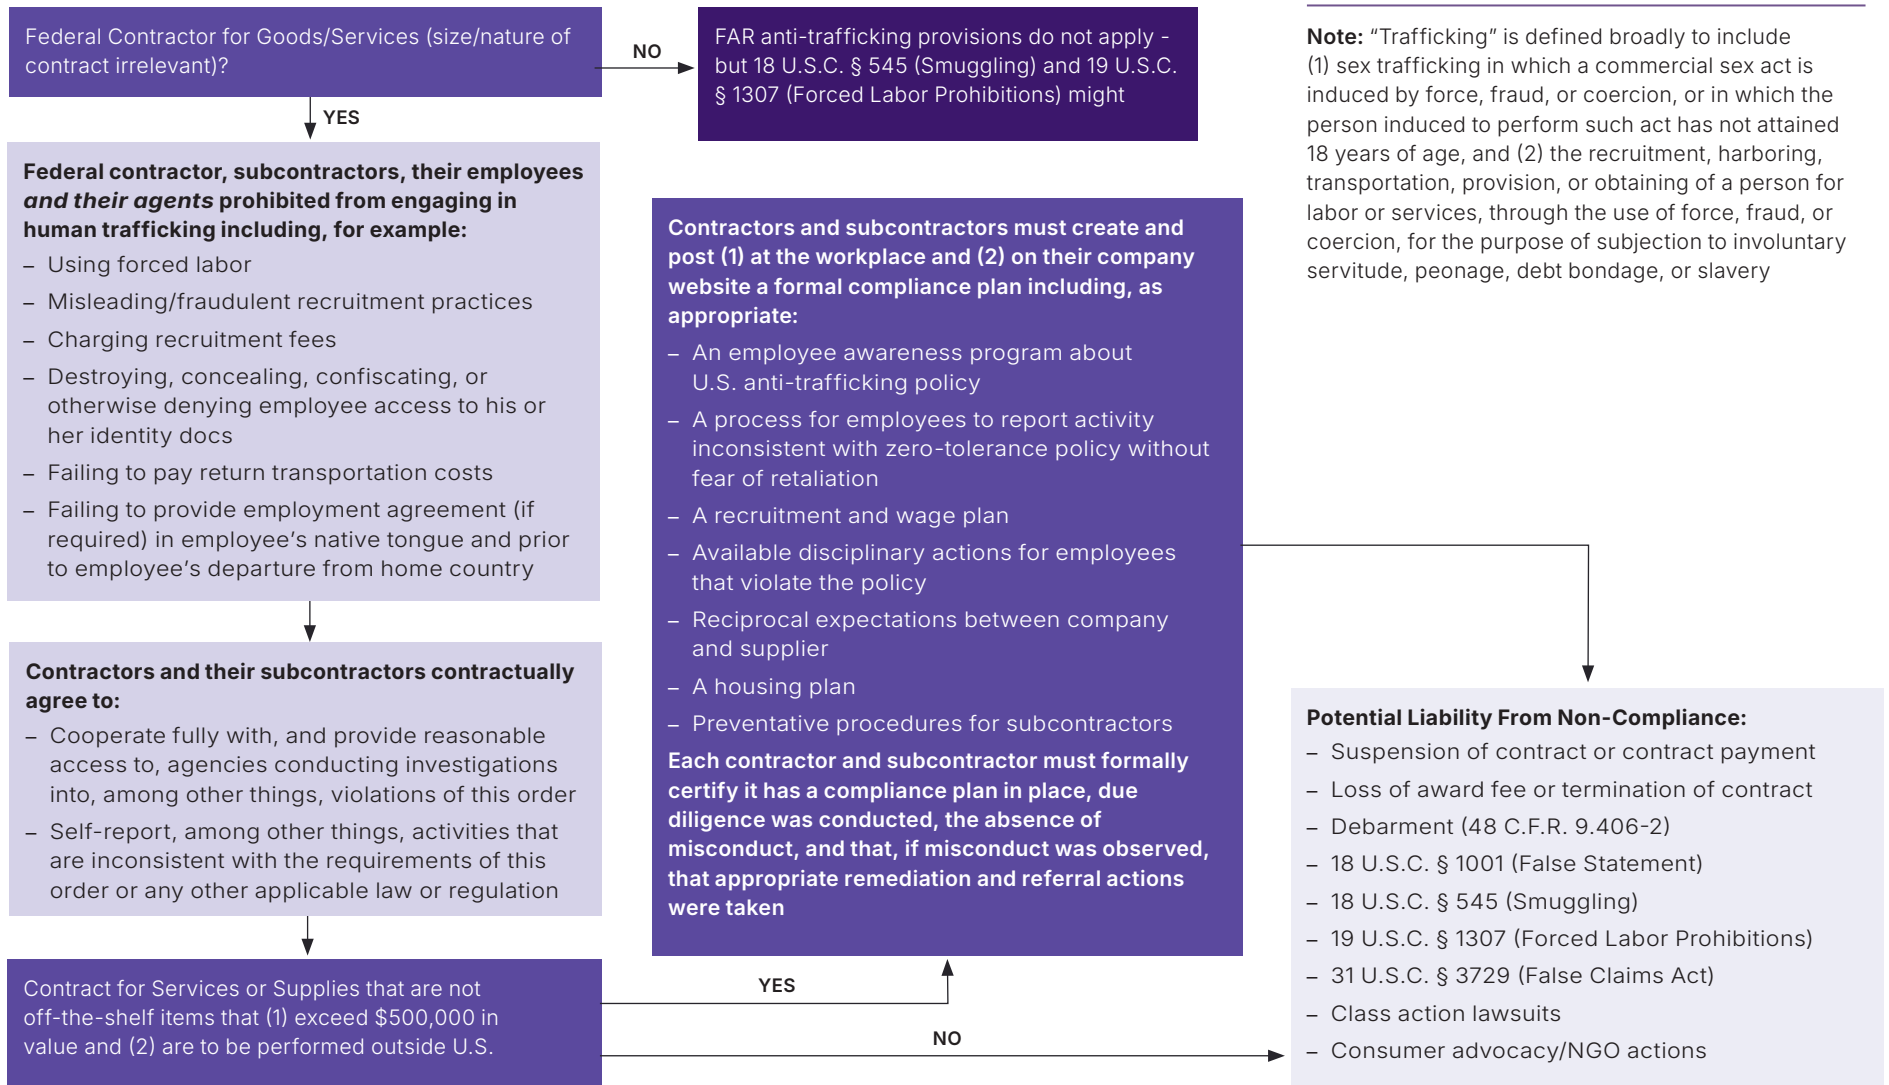 Federal Contractor for Goods/Services (size/nature of
contract irrelevant)?
NO
FAR anti-trafficking provisions do not apply -
but 18 U.S.C. § 545 (Smuggling) and 19 U.S.C.
§ 1307 (Forced Labor Prohibitions) might
Note: “Trafficking” is defined broadly to include
(1) sex trafficking in which a commercial sex act is
induced by force, fraud, or coercion, or in which the
person induced to perform such act has not attained
18 years of age, and (2) the recruitment, harboring,
transportation, provision, or obtaining of a person for
labor or services, through the use of force, fraud, or
coercion, for the purpose of subjection to involuntary
servitude, peonage, debt bondage, or slavery
YES
Federal contractor, subcontractors, their employees
and their agents prohibited from engaging in
human trafficking including, for example:
– Using forced labor
– Misleading/fraudulent recruitment practices
– Charging recruitment fees
– Destroying, concealing, confiscating, or
otherwise denying employee access to his or
her identity docs
– Failing to pay return transportation costs
– Failing to provide employment agreement (if
required) in employee’s native tongue and prior
to employee’s departure from home country
Contractors and their subcontractors contractually
agree to:
– Cooperate fully with, and provide reasonable
access to, agencies conducting investigations
into, among other things, violations of this order
– Self-report, among other things, activities that
are inconsistent with the requirements of this
order or any other applicable law or regulation
Contract for Services or Supplies that are not
off-the-shelf items that (1) exceed $500,000 in
value and (2) are to be performed outside U.S.
YES
NO
Contractors and subcontractors must create and
post (1) at the workplace and (2) on their company
website a formal compliance plan including, as
appropriate:
– An employee awareness program about
U.S. anti-trafficking policy
– A process for employees to report activity
inconsistent with zero-tolerance policy without
fear of retaliation
– A recruitment and wage plan
– Available disciplinary actions for employees
that violate the policy
– Reciprocal expectations between company
and supplier
– A housing plan
– Preventative procedures for subcontractors
Each contractor and subcontractor must formally
certify it has a compliance plan in place, due
diligence was conducted, the absence of
misconduct, and that, if misconduct was observed,
that appropriate remediation and referral actions
were taken
Potential Liability From Non-Compliance:
– Suspension of contract or contract payment
– Loss of award fee or termination of contract
– Debarment (48 C.F.R. 9.406-2)
– 18 U.S.C. § 1001 (False Statement)
– 18 U.S.C. § 545 (Smuggling)
– 19 U.S.C. § 1307 (Forced Labor Prohibitions)
– 31 U.S.C. § 3729 (False Claims Act)
– Class action lawsuits
– Consumer advocacy/NGO actions